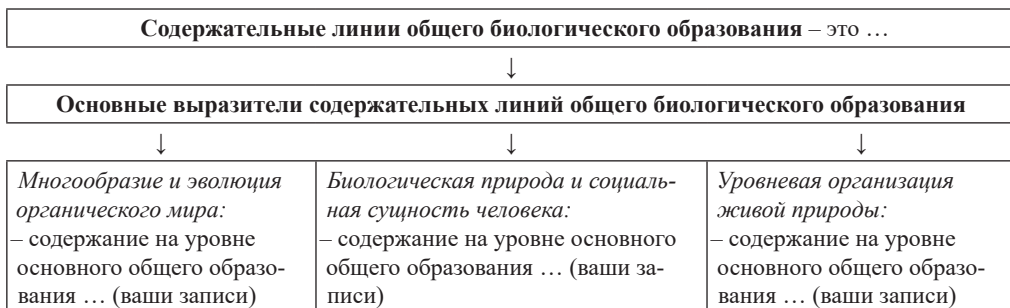 Содержательные линии общего биологического образования – это …
↓
Основные выразители содержательных линий общего биологического образования
↓ ↓ ↓
Многообразие и эволюция
органического мира:
– содержание на уровне
основного общего образо-
вания … (ваши записи)
Биологическая природа и социаль-
ная сущность человека:
– содержание на уровне основного
общего образования … (ваши за-
писи)
Уровневая организация
живой природы:
– содержание на уровне
основного общего образо-
вания … (ваши записи)